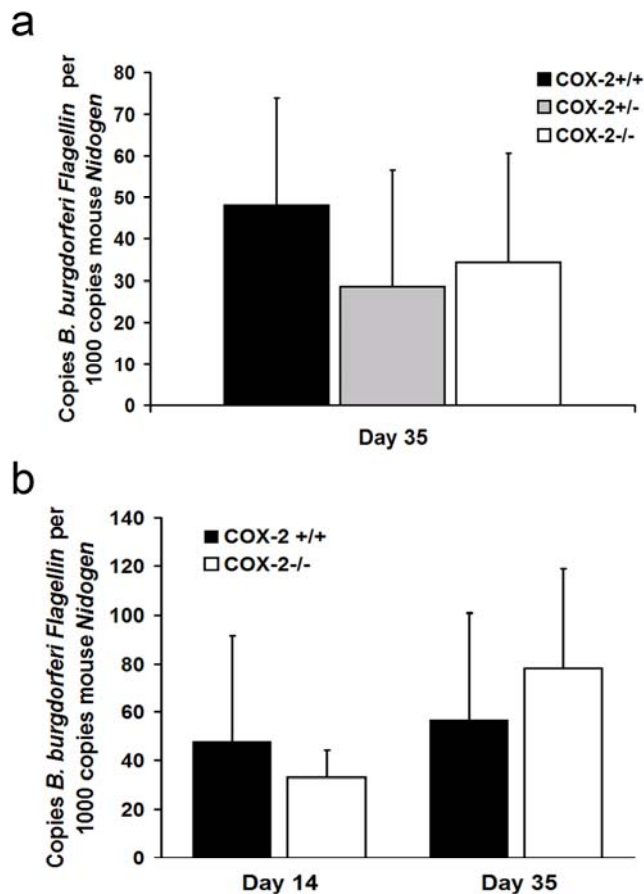 a
Copies B. burgdorferi Flagellin per
1000 copies mouse Nidogen
80
70
60
50
40
30
20
10
0
COX-2+/+
COX-2+/-
COX-2-/-
Day 35
b
Copies B. burgdorferi Flagellin per
1000 copies mouse Nidogen
140
120
100
80
60
40
20
0
COX-2 +/+
COX-2-/-
Day 14 Day 35